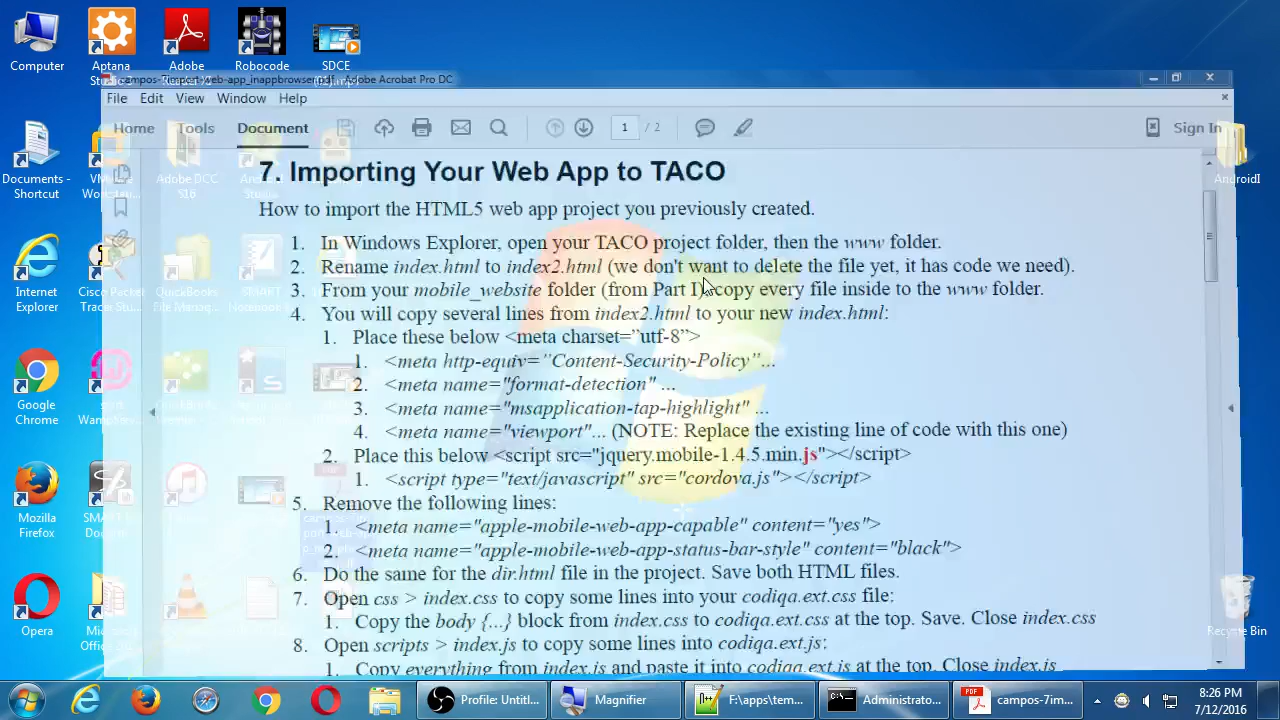 Computer
Aptana
Adobe
Robocode
SDCE
campos-7import-web-app_inappbrowser.pdf - Adobe Acrobat Pro DC
File Edit View Window Help
Home Tools Document 1 / 2 Sign In
7. Importing Your Web App to TACO
How to import the HTML5 web app project you previously created.
1. In Windows Explorer, open your TACO project folder, then the www folder.
2. Rename index.html to index2.html (we don't want to delete the file yet, it has code we need).
3. From your mobile_website folder (from Part I) copy every file inside to the www folder.
4. You will copy several lines from index2.html to your new index.html:
1. Place these below <meta charset=”utf-8”>
1. <meta http-equiv=”Content-Security-Policy”...
2. <meta name="format-detection" ...
3. <meta name="msapplication-tap-highlight" ...
4. <meta name="viewport"... (NOTE: Replace the existing line of code with this one)
2. Place this below <script src="jquery.mobile-1.4.5.min.js"></script>
1. <script type="text/javascript" src="cordova.js"></script>
5. Remove the following lines:
1. <meta name="apple-mobile-web-app-capable" content="yes">
2. <meta name="apple-mobile-web-app-status-bar-style" content="black">
6. Do the same for the dir.html file in the project. Save both HTML files.
7. Open css > index.css to copy some lines into your codiqa.ext.css file:
1. Copy the body {...} block from index.css to codiqa.ext.css at the top. Save. Close index.css
8. Open scripts > index.js to copy some lines into codiqa.ext.js:
1. Copy everything from index.js and paste it into codiqa.ext.js at the top. Close index.js
Documents -
Shortcut
Adobe DCC
S16
AndroidI
Internet
Explorer
Cisco Packet
Google
Chrome
Mozilla
Firefox
Opera
Recycle Bin
Profile: Untitl...
Magnifier
F:\apps\tem...
Administrato...
campos-7im...
8:26 PM
7/12/2016